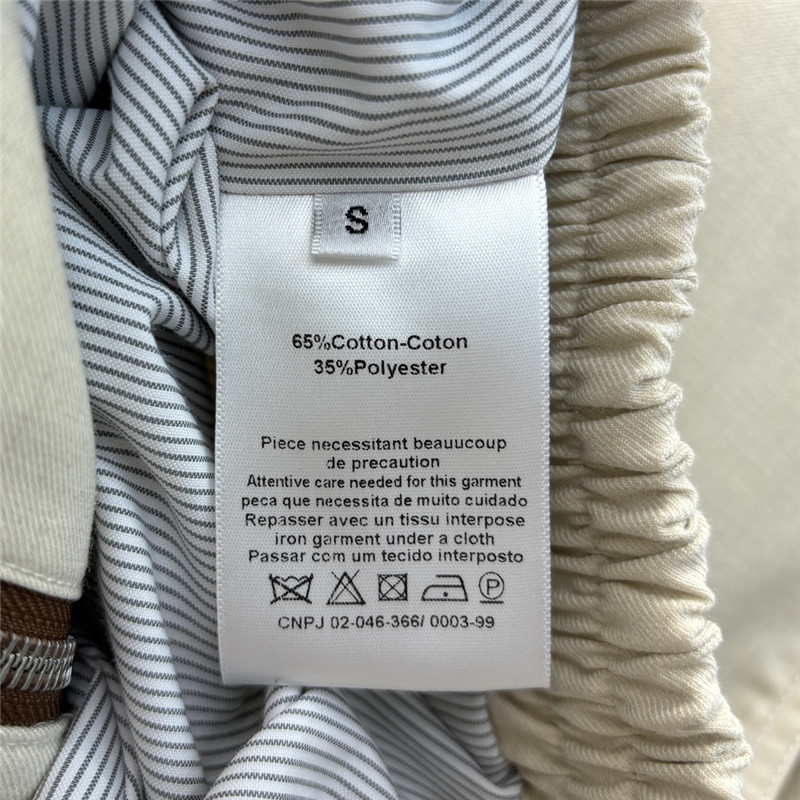 S
65%Cotton-Coton
35%Polyester
Piece necessitant beauucoup
de precaution
Attentive care needed for this garment
peca que necessita de muito cuidado
Repasser avec un tissu interpose
iron garment under a cloth
Passar com um tecido interposto
P
CNPJ 02-046-366/ 0003-99